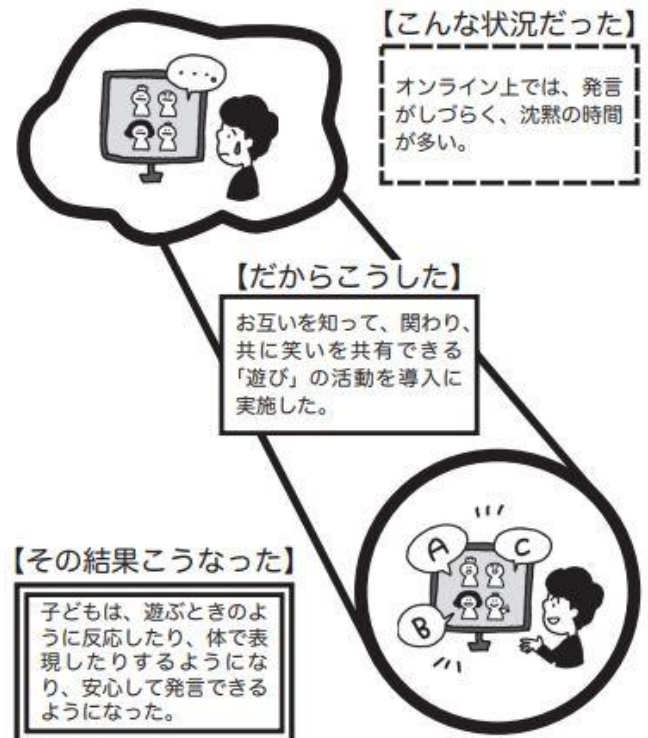 【こんな状況だった】
オンライン上では、発言
がしづらく、沈黙の時間
が多い。
・・・。
【だからこうした】
お互いを知って、関わり、
共に笑いを共有できる
「遊び」の活動を導入に
実施した。
A
C
B
【その結果こうなった】
子どもは、遊ぶときのよ
うに反応したり、体で表
現したりするようにな
り、安心して発言できる
ようになった。